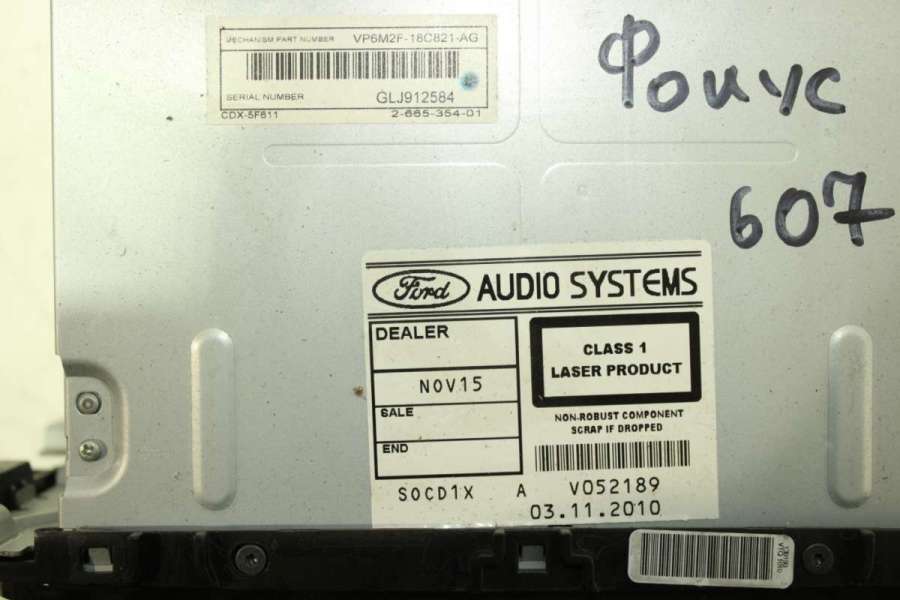 MECHANISM PART NUMBER VP6M2F-18C821-AG
SERIAL NUMBER GLJ912584
CDX-5F611 2-665-354-01
Фокус
607
Ford AUDIO SYSTEMS
DEALER
NOV15
SALE
END
CLASS 1
LASER PRODUCT
NON-ROBUST COMPONENT
SCRAP IF DROPPED
SOCD1X A V052189
03.11.2010